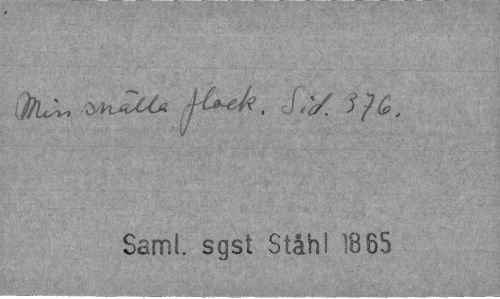 Min snälla flock. Sid. 376.
Saml. sgst Ståhl 1865